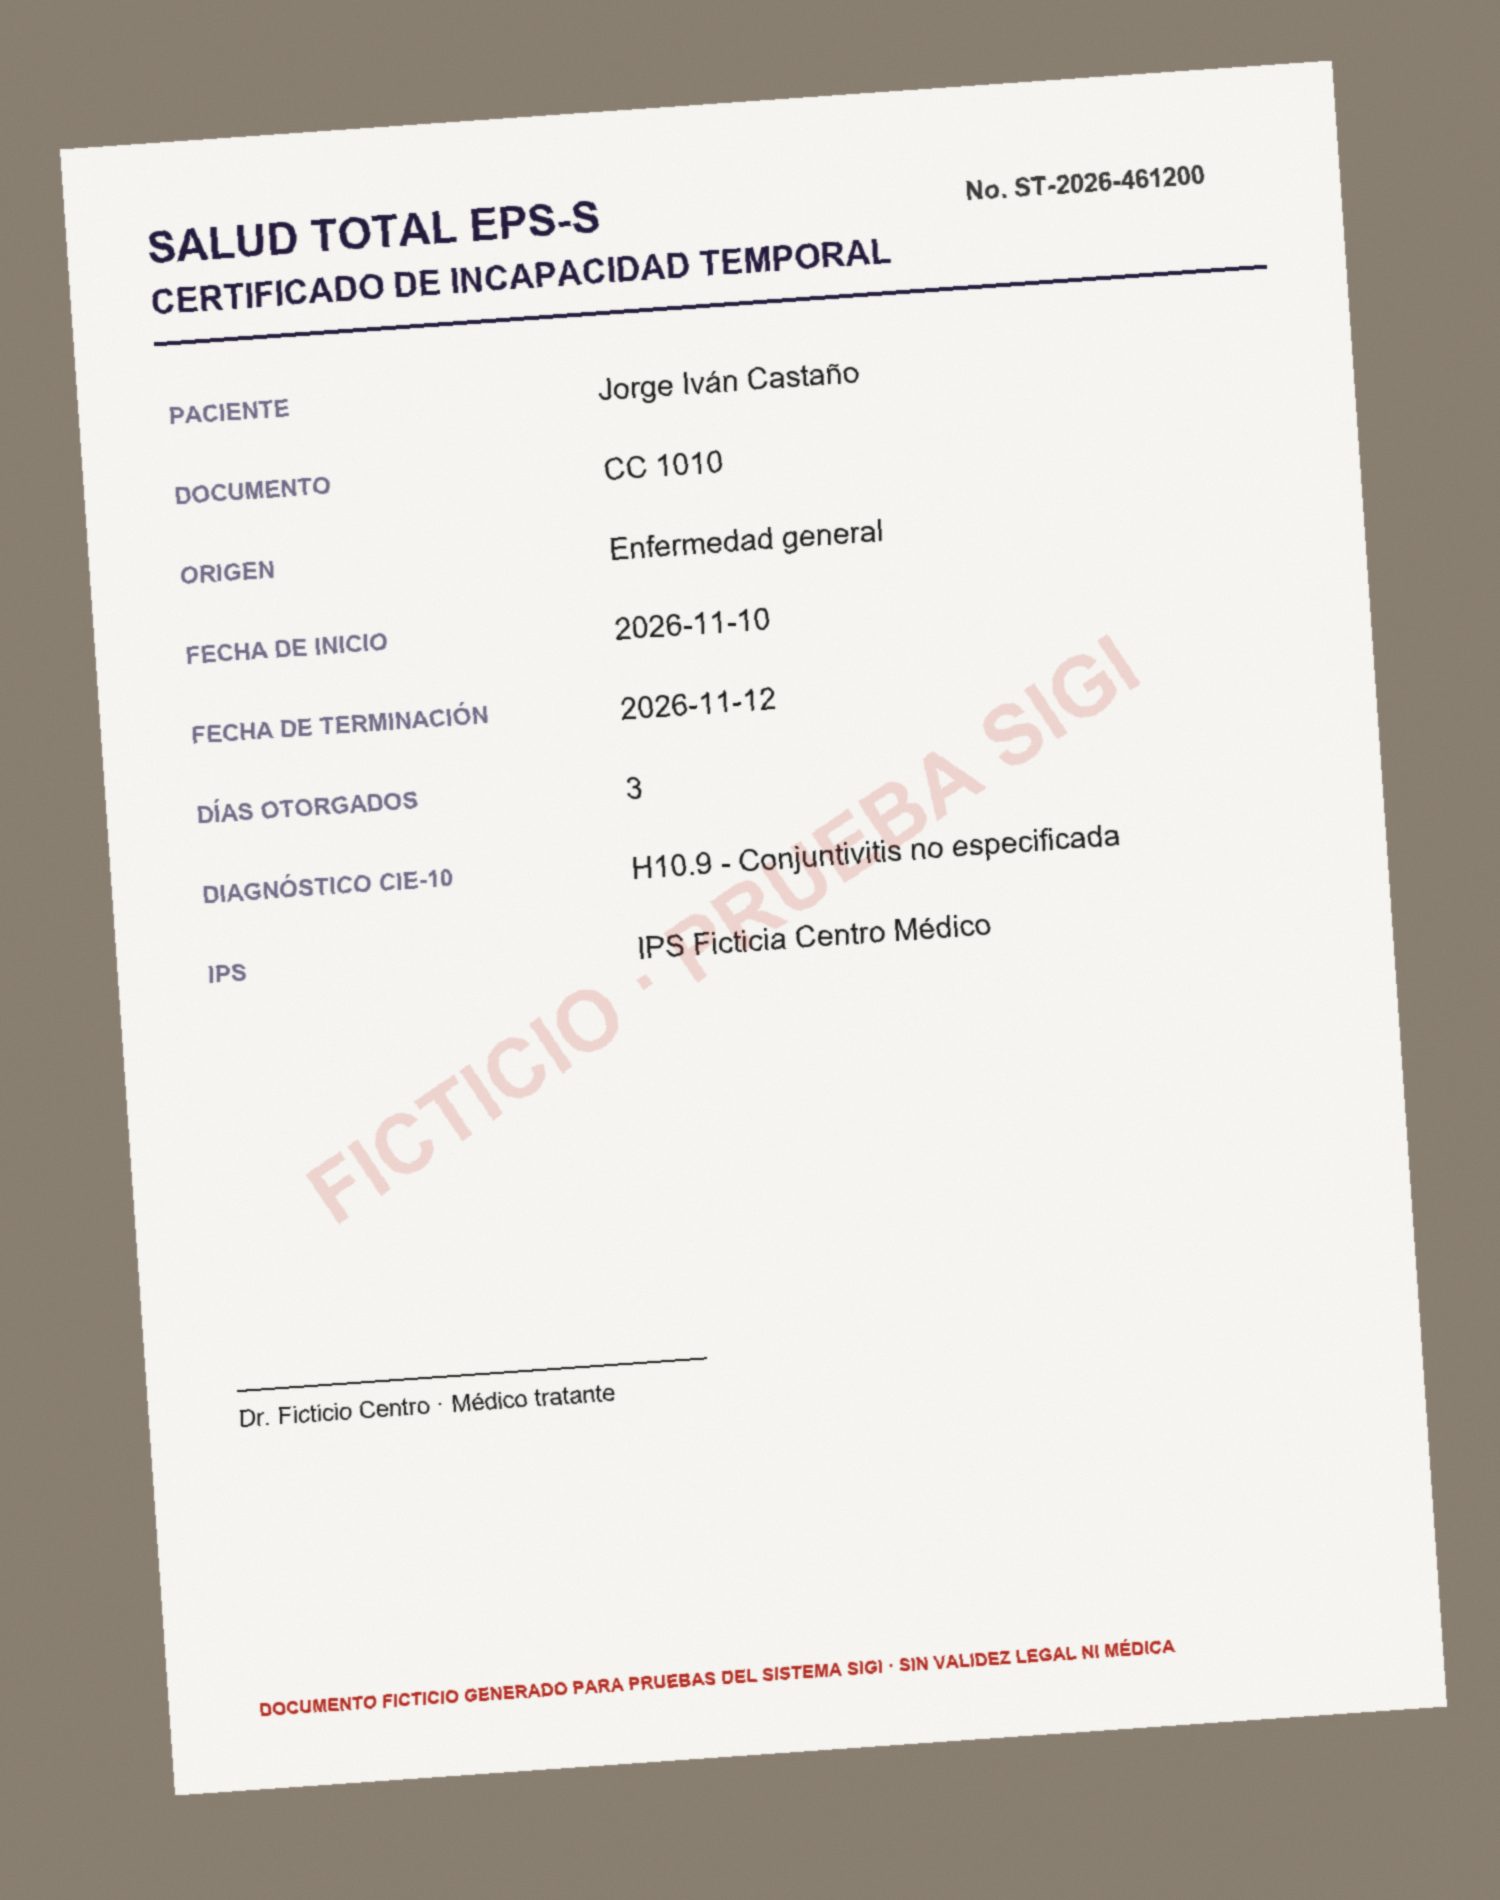 No. ST-2026-461200
SALUD TOTAL EPS-S
CERTIFICADO DE INCAPACIDAD TEMPORAL
PACIENTE Jorge Iván Castaño
DOCUMENTO CC 1010
ORIGEN Enfermedad general
FECHA DE INICIO 2026-11-10
FECHA DE TERMINACIÓN 2026-11-12
DÍAS OTORGADOS 3
DIAGNÓSTICO CIE-10 H10.9 - Conjuntivitis no especificada
IPS IPS Ficticia Centro Médico
FICTICIO · PRUEBA SIGI
Dr. Ficticio Centro · Médico tratante
DOCUMENTO FICTICIO GENERADO PARA PRUEBAS DEL SISTEMA SIGI · SIN VALIDEZ LEGAL NI MÉDICA